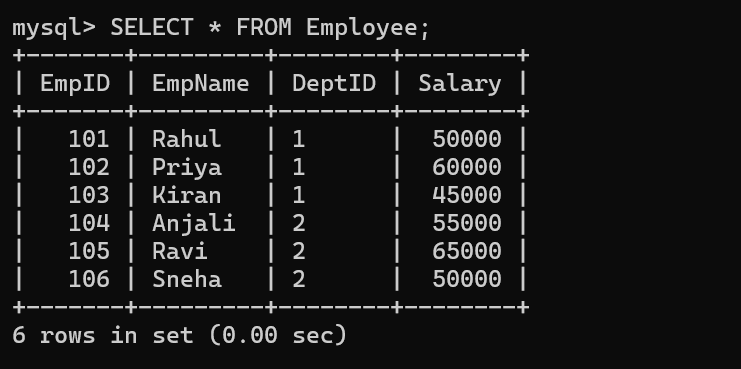 mysql> SELECT * FROM Employee;
+-------+---------+--------+--------+
| EmpID | EmpName | DeptID | Salary |
+-------+---------+--------+--------+
|   101 | Rahul   | 1      |  50000 |
|   102 | Priya   | 1      |  60000 |
|   103 | Kiran   | 1      |  45000 |
|   104 | Anjali  | 2      |  55000 |
|   105 | Ravi    | 2      |  65000 |
|   106 | Sneha   | 2      |  50000 |
+-------+---------+--------+--------+
6 rows in set (0.00 sec)